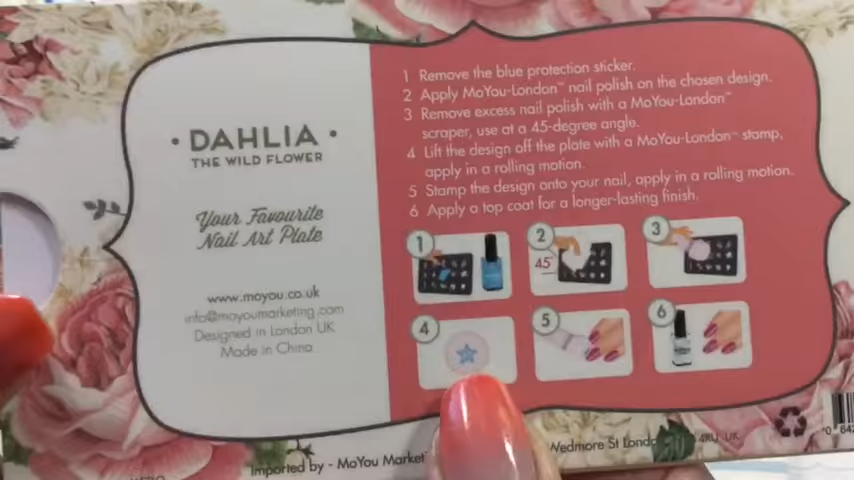 • DAHLIA •
THE WILD FLOWER
Your Favourite
Nail Art Plate
www.moyou.co.uk
info@moyoumarketing.com
Designed in London UK
Made in China
1 Remove the blue protection sticker.
2 Apply MoYou-London™ nail polish on the chosen design.
3 Remove excess nail polish with a MoYou-London™
scraper, use at a 45-degree angle.
4 Lift the design off the plate with a MoYou-London™ stamp,
apply in a rolling motion.
5 Stamp the design onto your nail, apply in a rolling motion.
6 Apply a top coat for a longer-lasting finish.
1
2
45°
3
4
5
6
Imported by - MoYou Market
Wedmore St Londo
4RU, UK
0 642